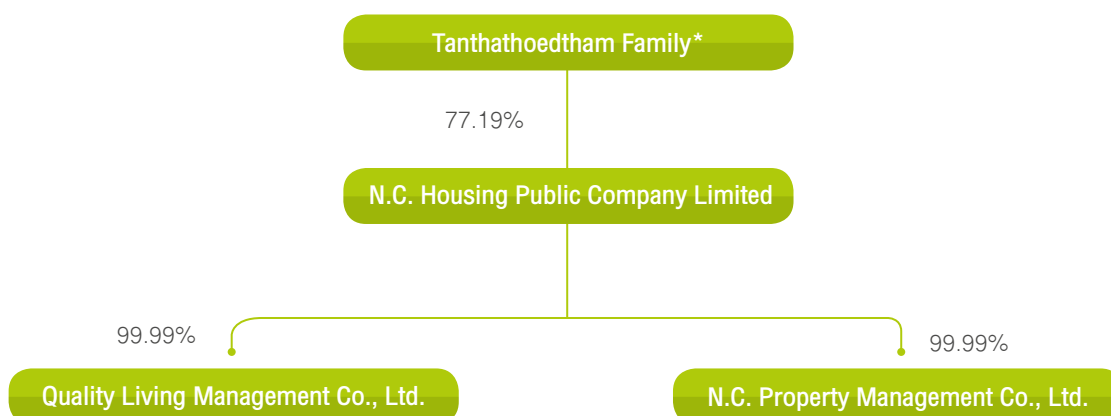 Tanthathoedtham Family*
77.19%
N.C. Housing Public Company Limited
99.99%
99.99%
Quality Living Management Co., Ltd.
N.C. Property Management Co., Ltd.